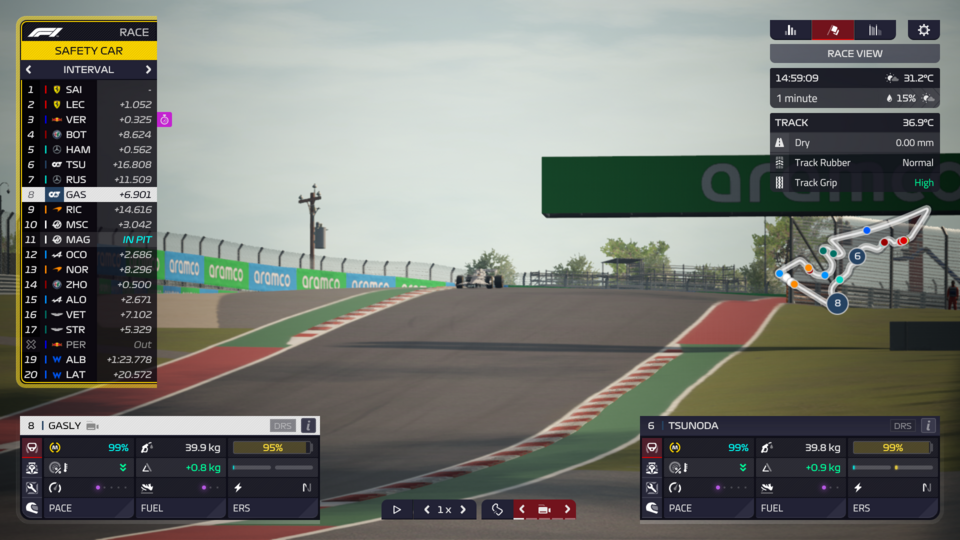 F1 RACE
SAFETY CAR
INTERVAL
1 SAI -
2 LEC +1.052
3 VER +0.325
4 BOT +8.624
5 HAM +0.562
6 TSU +16.808
7 RUS +11.509
8 GAS +6.901
9 RIC +14.616
10 MSC +3.042
11 MAG IN PIT
12 OCO +2.686
13 NOR +8.296
14 ZHO +0.500
15 ALO +2.671
16 VET +7.102
17 STR +5.329
PER Out
19 ALB +1:23.778
20 LAT +20.572
RACE VIEW
14:59:09 31.2°C
1 minute 15%
TRACK 36.9°C
Dry 0.00 mm
Track Rubber Normal
Track Grip High
aramco
6
8
aramco aramco aramco aramco aramco
8 GASLY DRS i
M 99% 39.9 kg 95%
+0.8 kg
N
PACE FUEL ERS
1x
6 TSUNODA DRS i
M 99% 39.8 kg 99%
+0.9 kg
N
PACE FUEL ERS